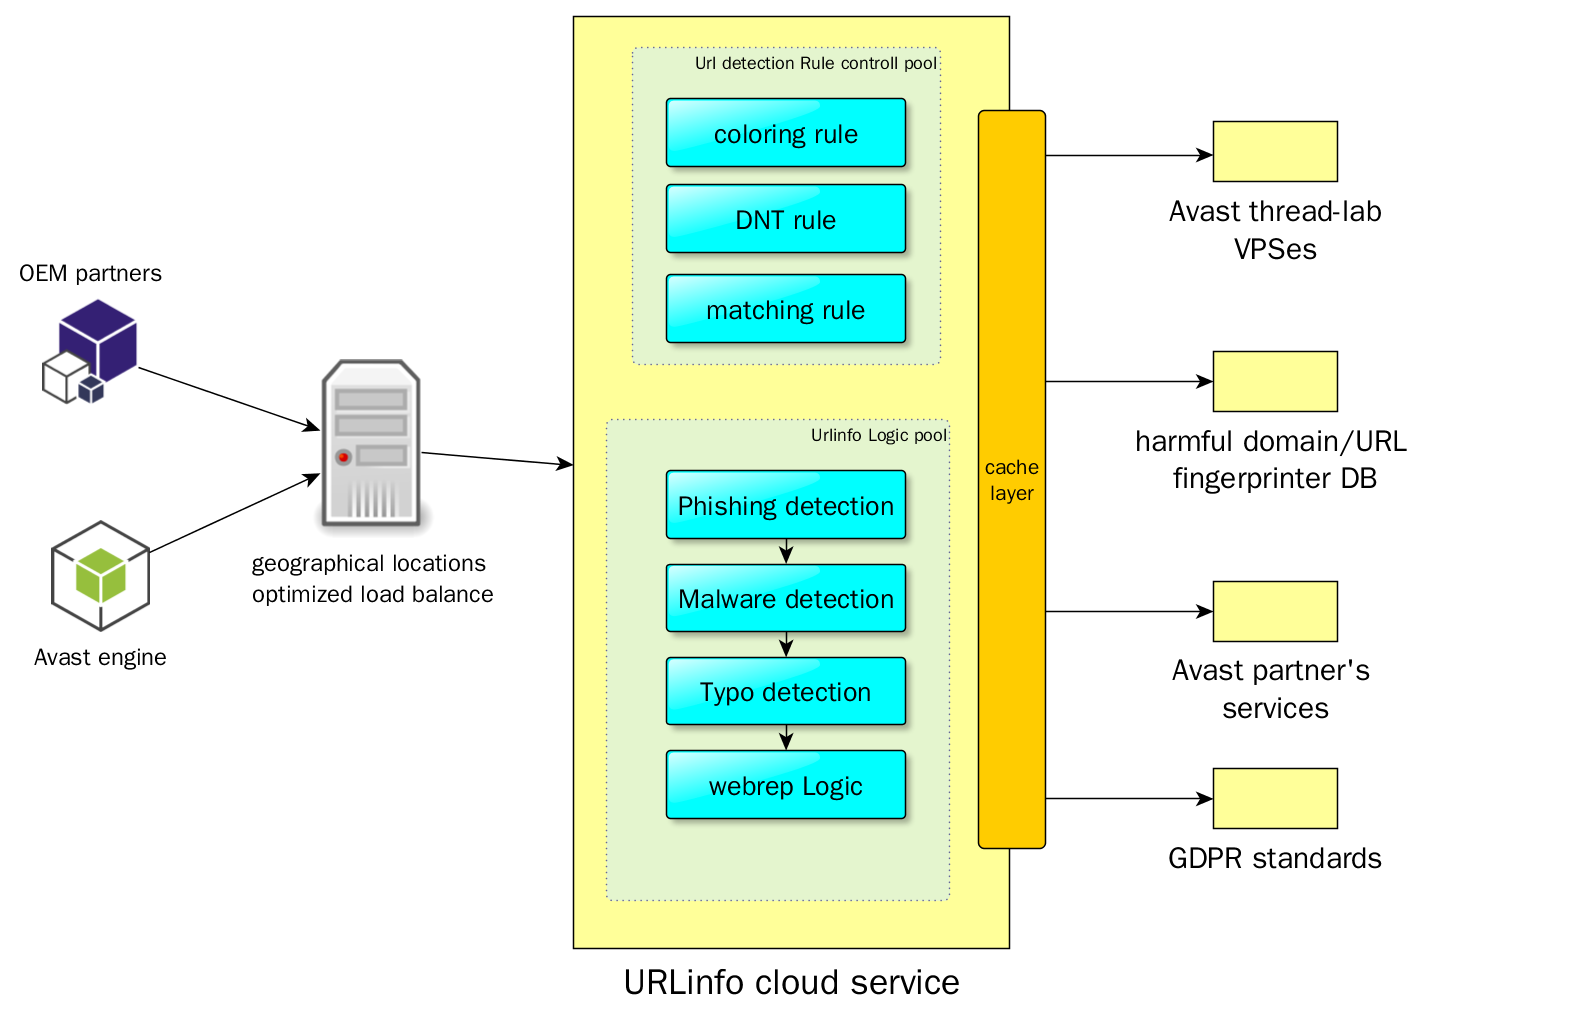 OEM partners
Avast engine
geographical locations
optimized load balance
Url detection Rule controll pool
coloring rule
DNT rule
matching rule
Urlinfo Logic pool
Phishing detection
Malware detection
Typo detection
webrep Logic
cache
layer
URLinfo cloud service
Avast thread-lab
VPSes
harmful domain/URL
fingerprinter DB
Avast partner's
services
GDPR standards